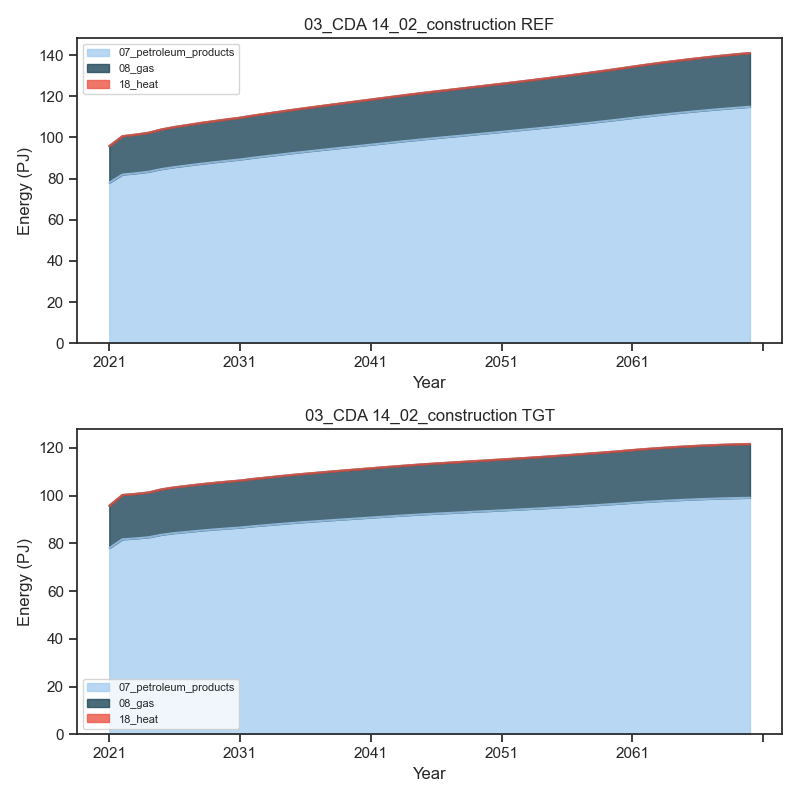 03_CDA 14_02_construction REF
07_petroleum_products
08_gas
18_heat
140
120
100
80
60
40
20
0
Energy (PJ)
2021 2031 2041 2051 2061
Year
03_CDA 14_02_construction TGT
120
100
80
60
40
20
0
Energy (PJ)
07_petroleum_products
08_gas
18_heat
2021 2031 2041 2051 2061
Year